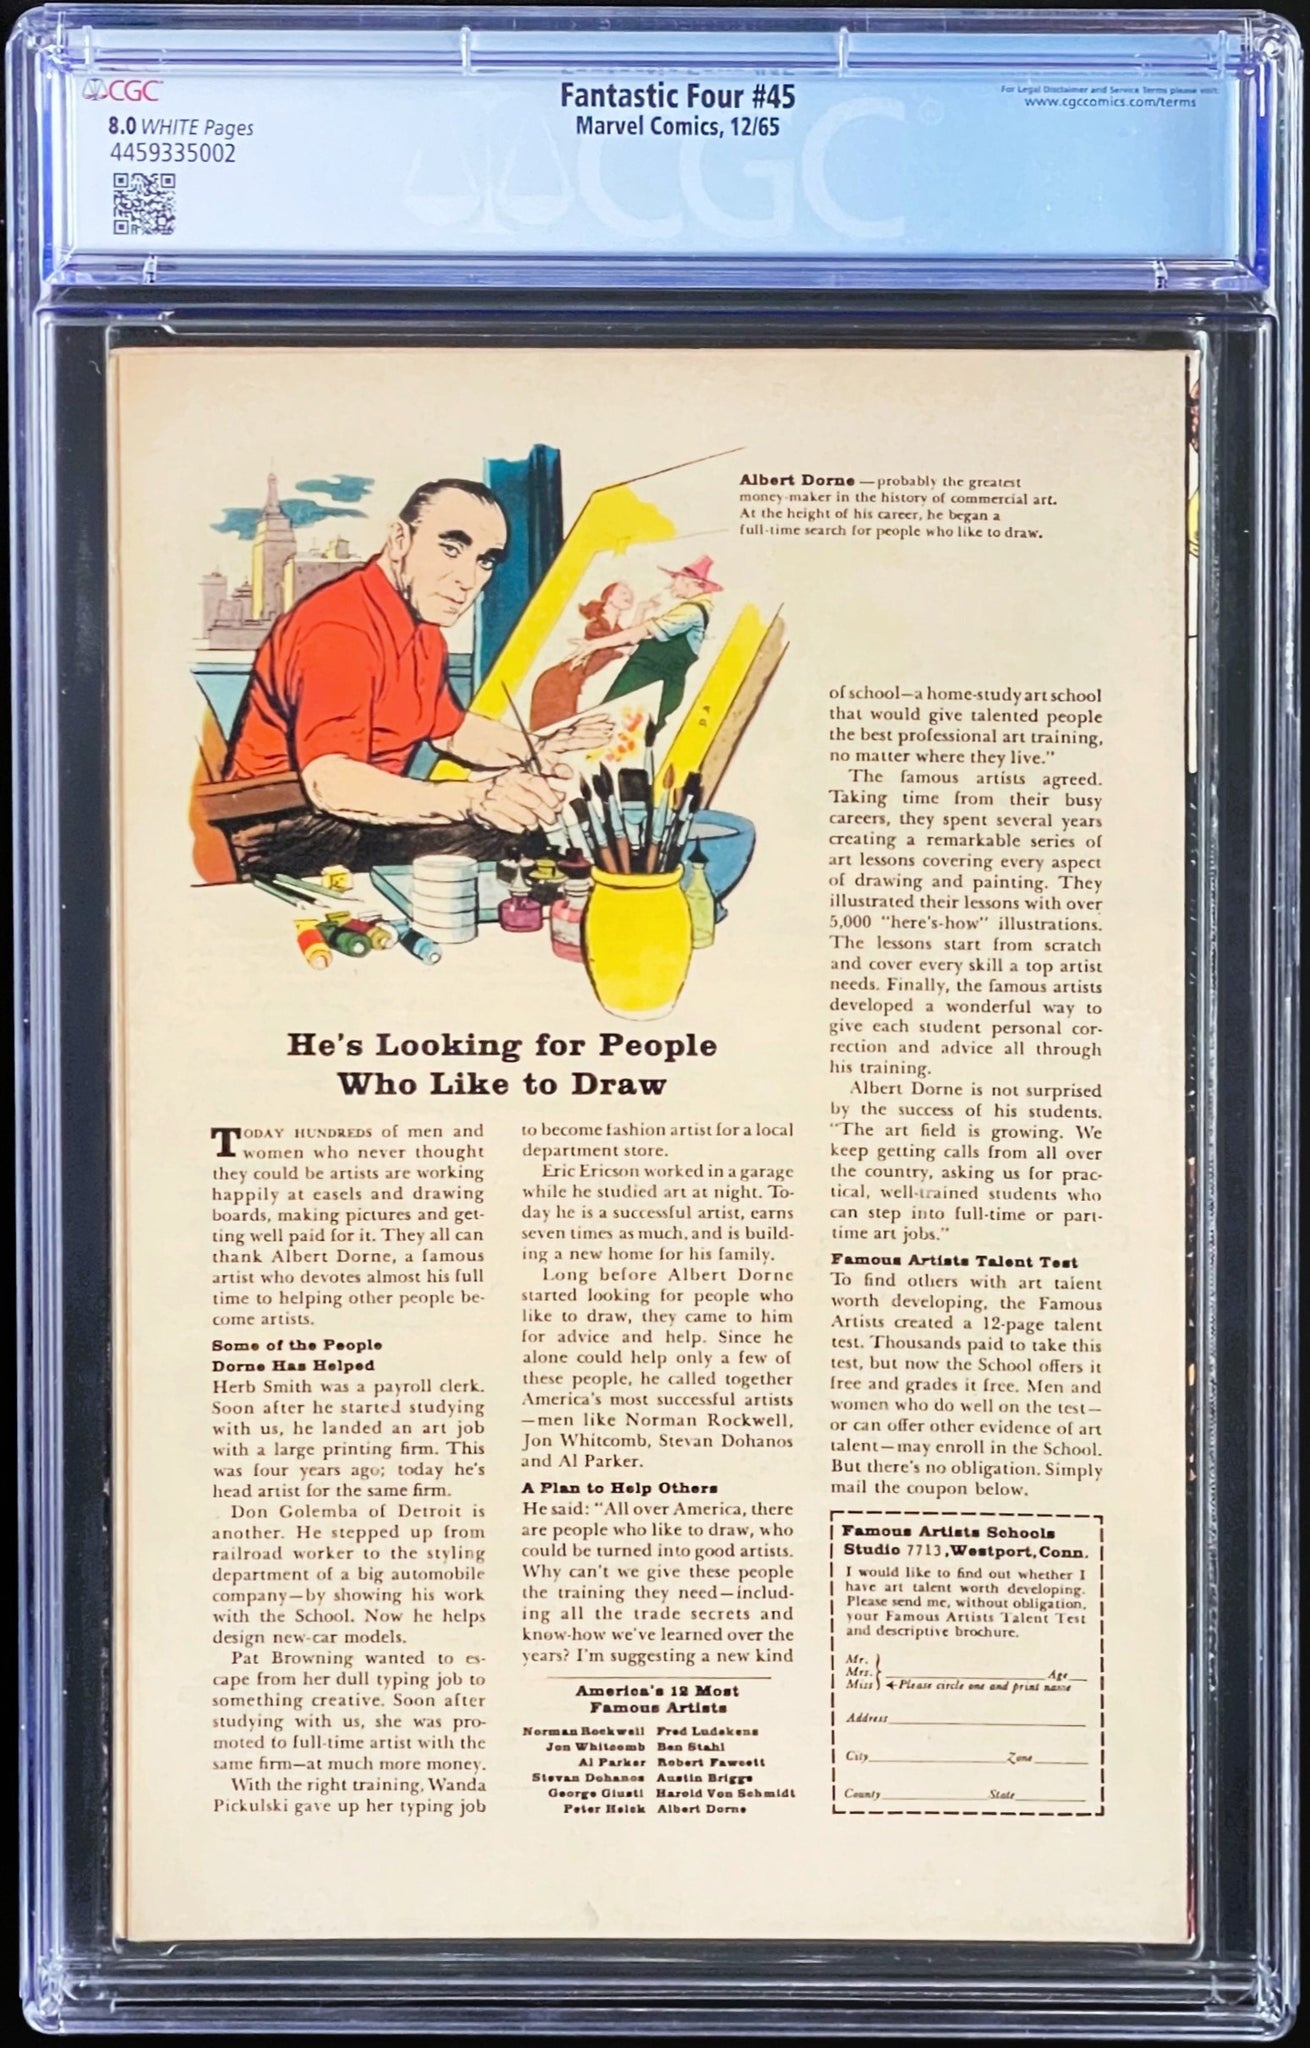 CGC
8.0 WHITE Pages
4459335002
Fantastic Four #45
Marvel Comics, 12/65
For Legal Disclaimer and Service Terms please visit:
www.cgccomics.com/terms
CGC
Albert Dorne — probably the greatest
money-maker in the history of commercial art.
At the height of his career, he began a
full-time search for people who like to draw.
He's Looking for People
Who Like to Draw
TODAY HUNDREDS of men and
women who never thought
they could be artists are working
happily at easels and drawing
boards, making pictures and get-
ting well paid for it. They all can
thank Albert Dorne, a famous
artist who devotes almost his full
time to helping other people be-
come artists.
Some of the People
Dorne Has Helped
Herb Smith was a payroll clerk.
Soon after he started studying
with us, he landed an art job
with a large printing firm. This
was four years ago; today he's
head artist for the same firm.
Don Golemba of Detroit is
another. He stepped up from
railroad worker to the styling
department of a big automobile
company—by showing his work
with the School. Now he helps
design new-car models.
Pat Browning wanted to es-
cape from her dull typing job to
something creative. Soon after
studying with us, she was pro-
moted to full-time artist with the
same firm—at much more money.
With the right training, Wanda
Pickulski gave up her typing job
to become fashion artist for a local
department store.
Eric Ericson worked in a garage
while he studied art at night. To-
day he is a successful artist, earns
seven times as much, and is build-
ing a new home for his family.
Long before Albert Dorne
started looking for people who
like to draw, they came to him
for advice and help. Since he
alone could help only a few of
these people, he called together
America's most successful artists
—men like Norman Rockwell,
Jon Whitcomb, Stevan Dohanos
and Al Parker.
A Plan to Help Others
He said: "All over America, there
are people who like to draw, who
could be turned into good artists.
Why can't we give these people
the training they need—includ-
ing all the trade secrets and
know-how we've learned over the
years? I'm suggesting a new kind
America's 12 Most
Famous Artists
Norman Rockwell Fred Ludekens
Jon Whitcomb Ben Stahl
Al Parker Robert Fawcett
Stevan Dohanos Austin Briggs
George Giusti Harold Von Schmidt
Peter Helck Albert Dorne
of school—a home-study art school
that would give talented people
the best professional art training,
no matter where they live."
The famous artists agreed.
Taking time from their busy
careers, they spent several years
creating a remarkable series of
art lessons covering every aspect
of drawing and painting. They
illustrated their lessons with over
5,000 "here's-how" illustrations.
The lessons start from scratch
and cover every skill a top artist
needs. Finally, the famous artists
developed a wonderful way to
give each student personal cor-
rection and advice all through
his training.
Albert Dorne is not surprised
by the success of his students.
"The art field is growing. We
keep getting calls from all over
the country, asking us for prac-
tical, well-trained students who
can step into full-time or part-
time art jobs."
Famous Artists Talent Test
To find others with art talent
worth developing, the Famous
Artists created a 12-page talent
test. Thousands paid to take this
test, but now the School offers it
free and grades it free. Men and
women who do well on the test—
or can offer other evidence of art
talent—may enroll in the School.
But there's no obligation. Simply
mail the coupon below.
Famous Artists Schools
Studio 7713, Westport, Conn.
I would like to find out whether I
have art talent worth developing.
Please send me, without obligation,
your Famous Artists Talent Test
and descriptive brochure.
Mr.
Mrs. Age
Miss Please circle one and print name
Address
City Zone
County State